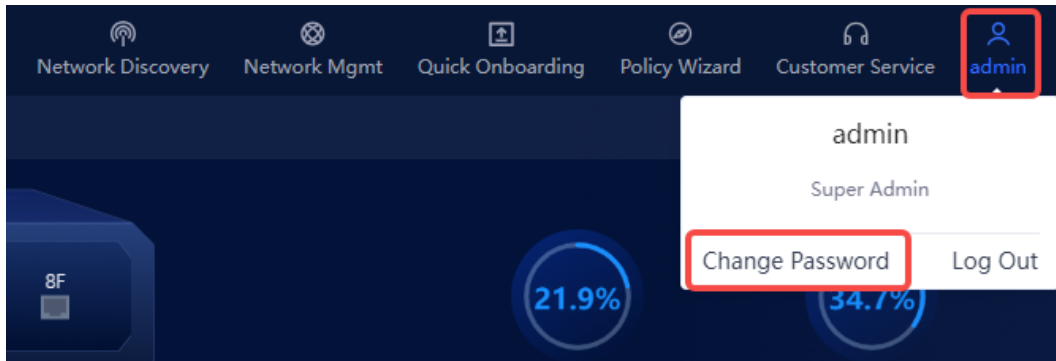 Network Discovery Network Mgmt Quick Onboarding Policy Wizard Customer Service admin
admin
Super Admin
Change Password Log Out
8F
21.9% 34.7%